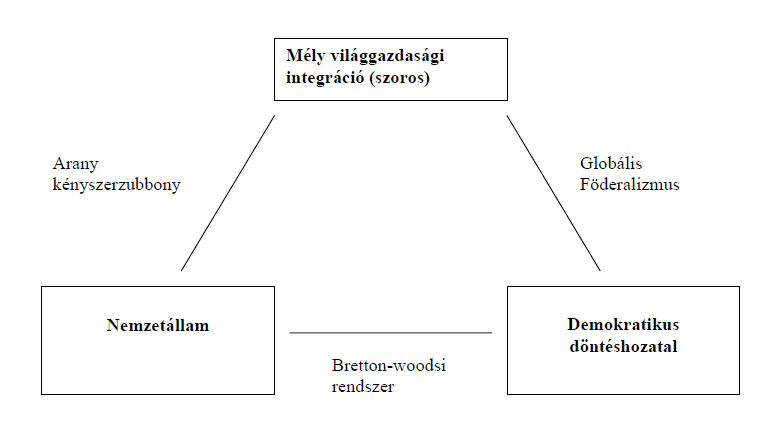 Mély világgazdasági
integráció (szoros)
Arany
kényszerzubbony
Globális
Föderalizmus
Nemzetállam
Demokratikus
döntéshozatal
Bretton-woodsi
rendszer